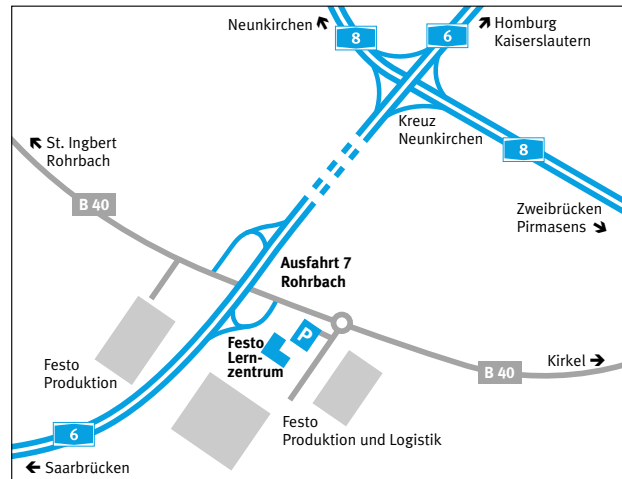 Neunkirchen
8
6
Homburg
Kaiserslautern
Kreuz
Neunkirchen
8
St. Ingbert
Rohrbach
B 40
Zweibrücken
Pirmasens
Ausfahrt 7
Rohrbach
P
Festo
Lern-
zentrum
Festo
Produktion
Kirkel
B 40
Festo
Produktion und Logistik
6
Saarbrücken